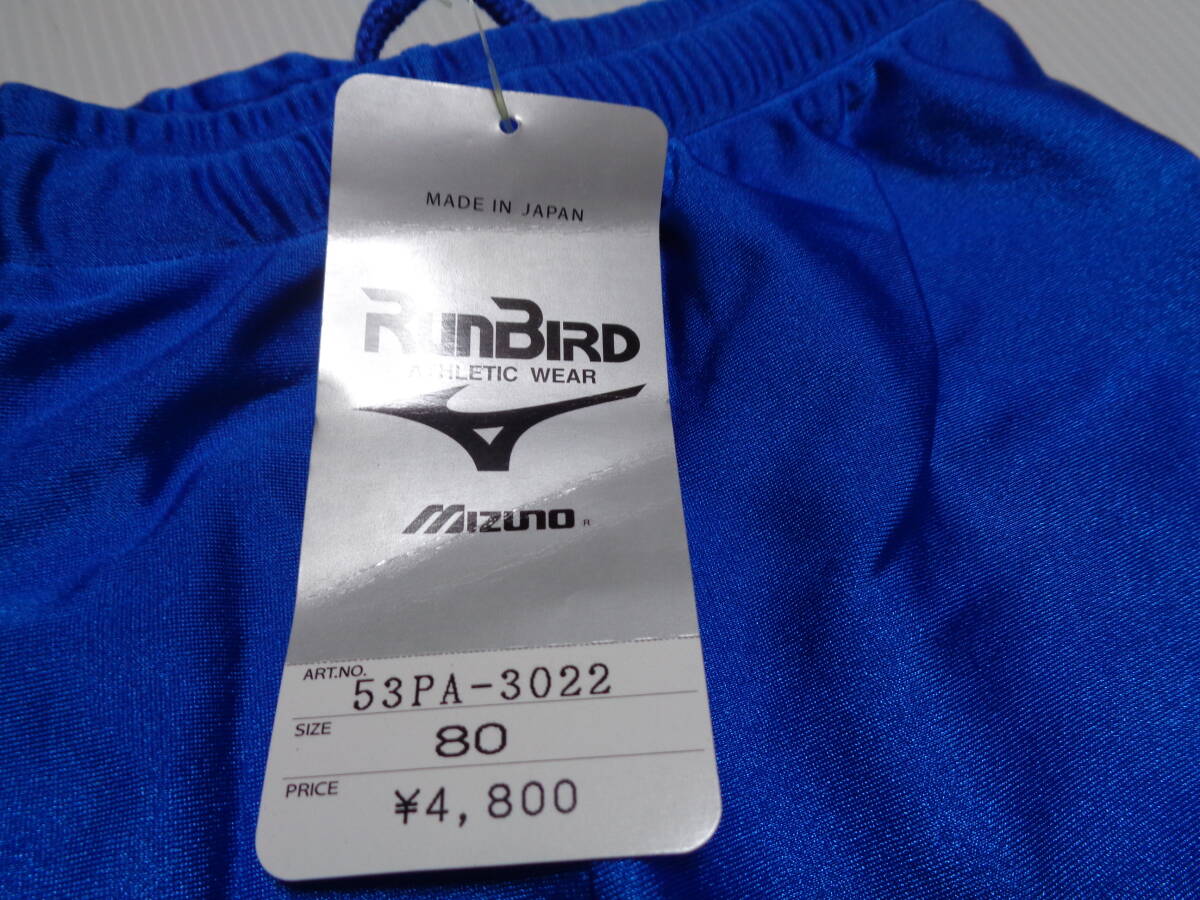 MADE IN JAPAN
RUNBIRD
ATHLETIC WEAR
MIZUNO R
ART.NO. 53PA-3022
SIZE 80
PRICE ¥4,800